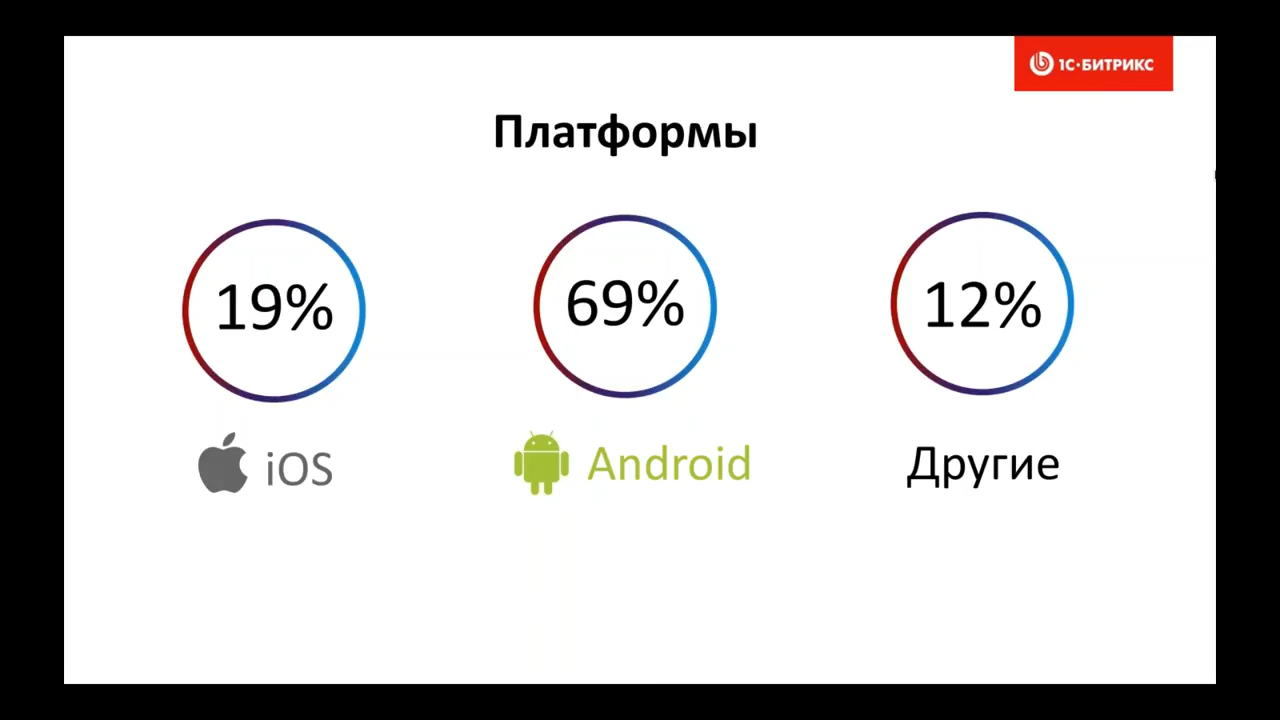 1С·БИТРИКС
Платформы
19%
69%
12%
iOS
Android
Другие